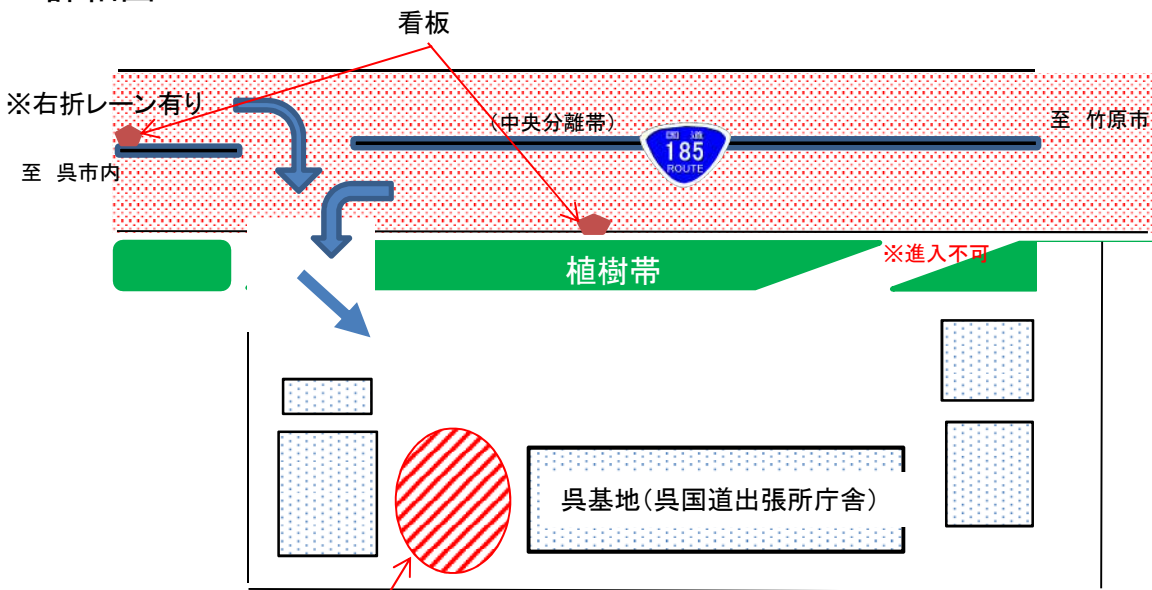 看板
※右折レーン有り
(中央分離帯)
国道
185
ROUTE
至 竹原市
至 呉市内
※進入不可
植樹帯
呉基地(呉国道出張所庁舎)